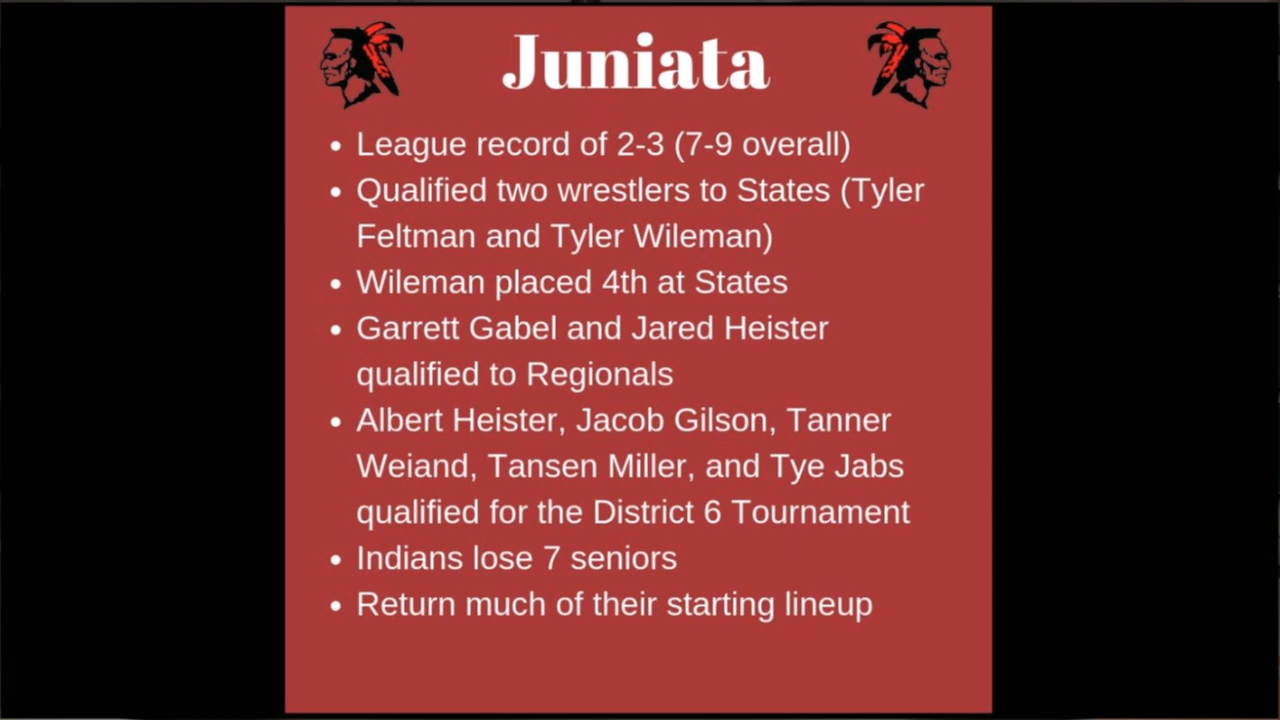 Juniata
• League record of 2-3 (7-9 overall)
• Qualified two wrestlers to States (Tyler
Feltman and Tyler Wileman)
• Wileman placed 4th at States
• Garrett Gabel and Jared Heister
qualified to Regionals
• Albert Heister, Jacob Gilson, Tanner
Weiand, Tansen Miller, and Tye Jabs
qualified for the District 6 Tournament
• Indians lose 7 seniors
• Return much of their starting lineup